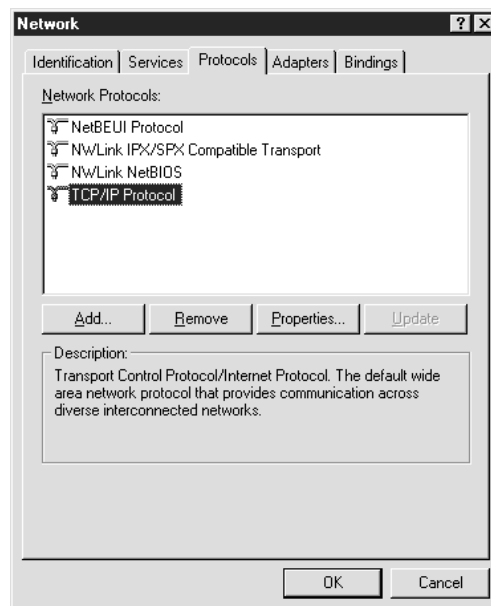 Network
Identification Services Protocols Adapters Bindings
Network Protocols:
NetBEUI Protocol
NWLink IPX/SPX Compatible Transport
NWLink NetBIOS
TCP/IP Protocol
Add... Remove Properties... Update
Description:
Transport Control Protocol/Internet Protocol. The default wide
area network protocol that provides communication across
diverse interconnected networks.
OK Cancel